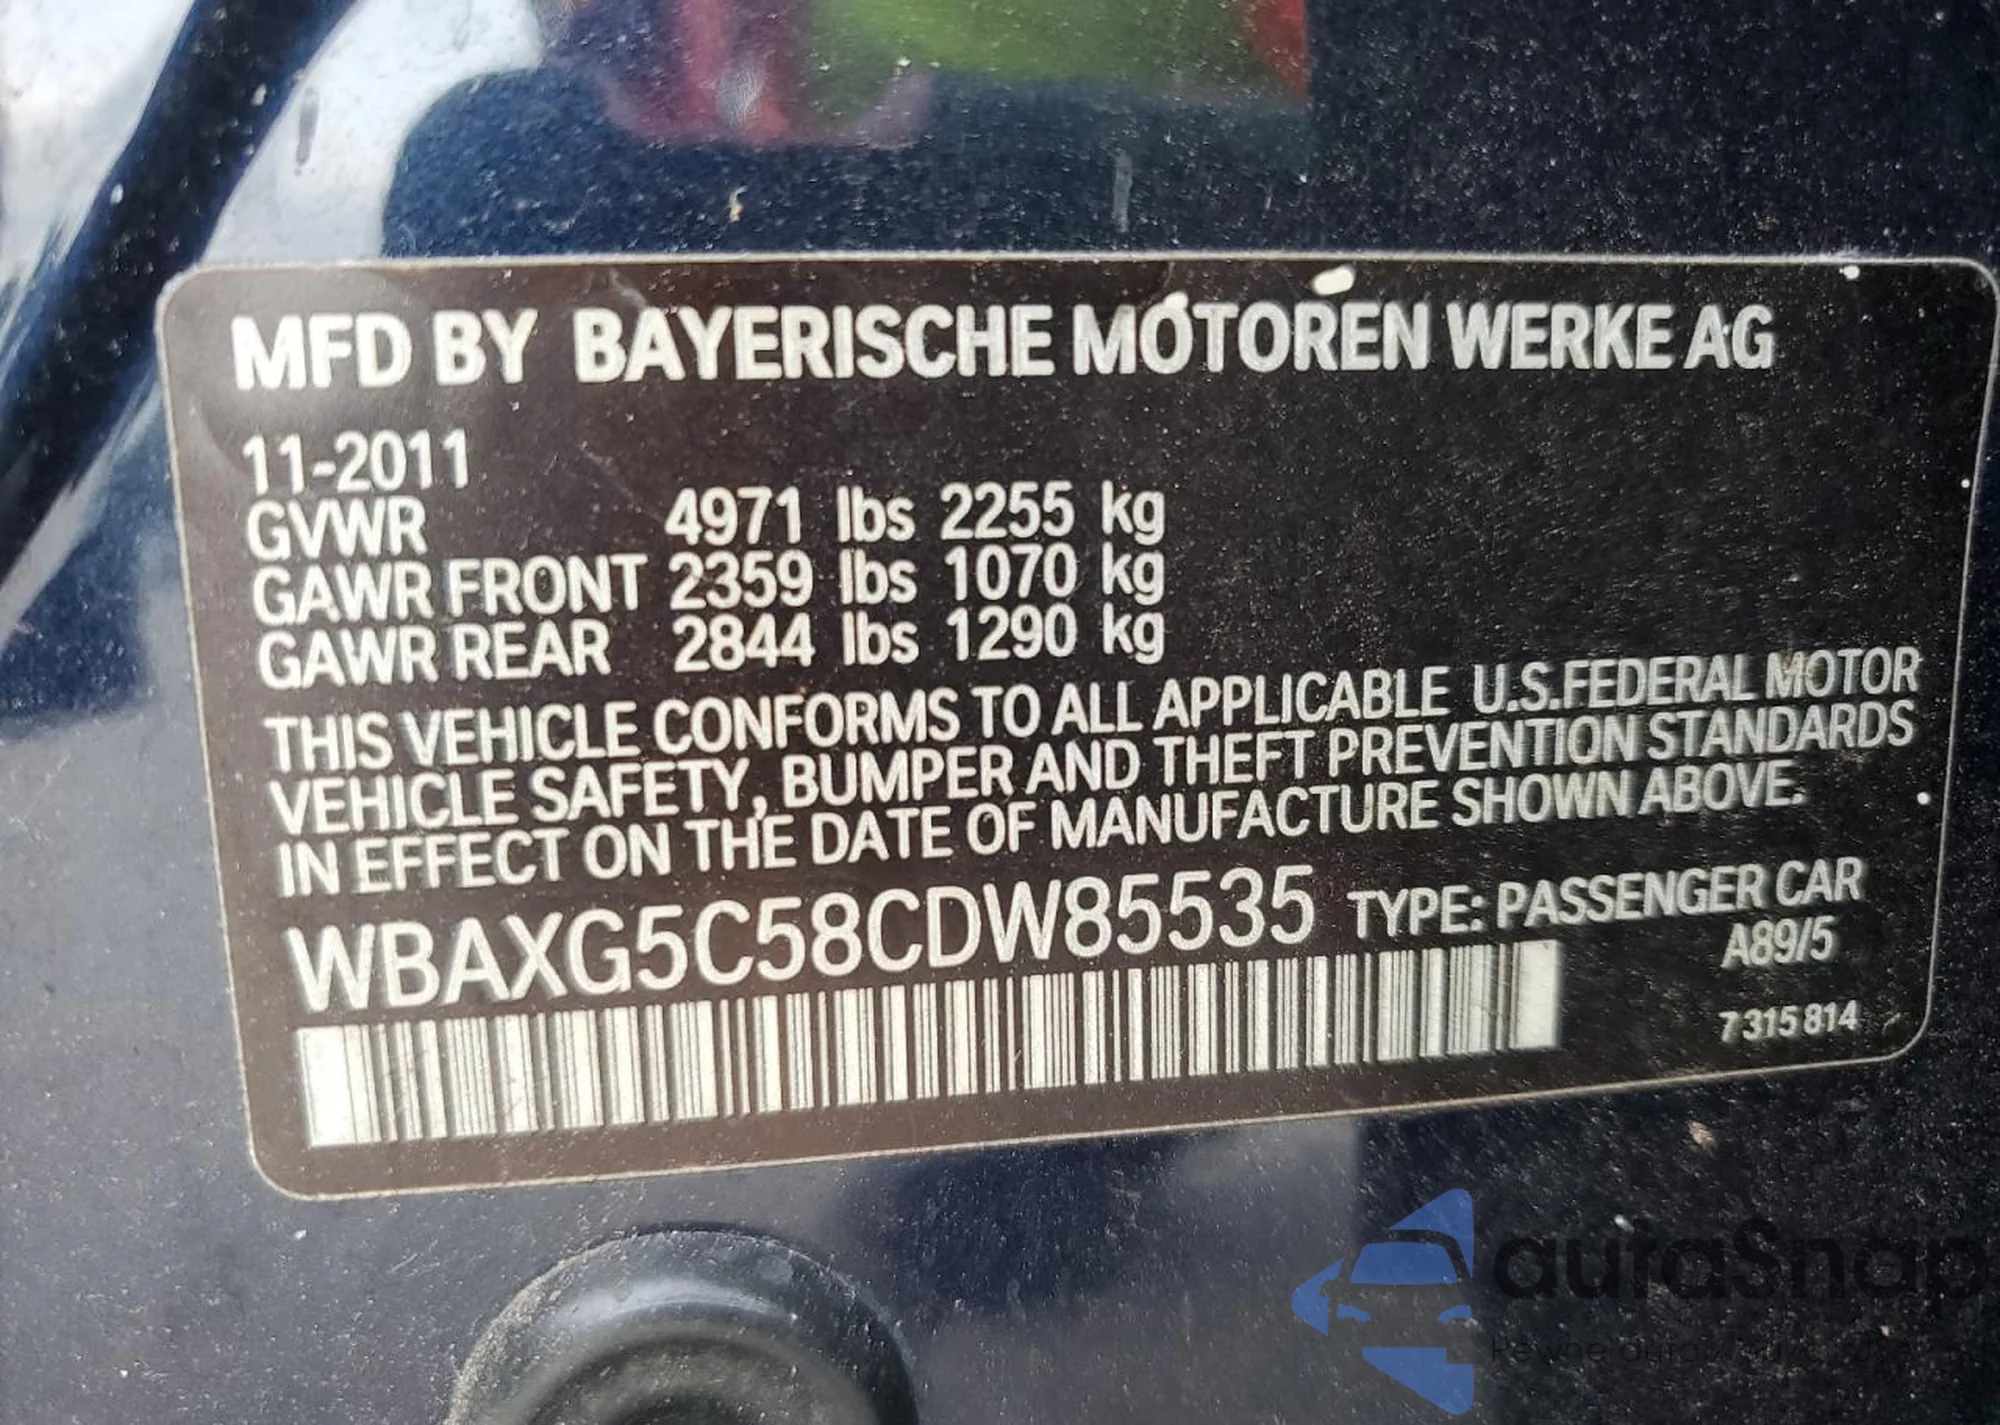 MFD BY BAYERISCHE MOTOREN WERKE AG
11-2011
GVWR 4971 lbs 2255 kg
GAWR FRONT 2359 lbs 1070 kg
GAWR REAR 2844 lbs 1290 kg
THIS VEHICLE CONFORMS TO ALL APPLICABLE U.S.FEDERAL MOTOR
VEHICLE SAFETY, BUMPER AND THEFT PREVENTION STANDARDS
IN EFFECT ON THE DATE OF MANUFACTURE SHOWN ABOVE.
WBAXG5C58CDW85535 TYPE: PASSENGER CAR
A89/5
7 315 814
autaSnap